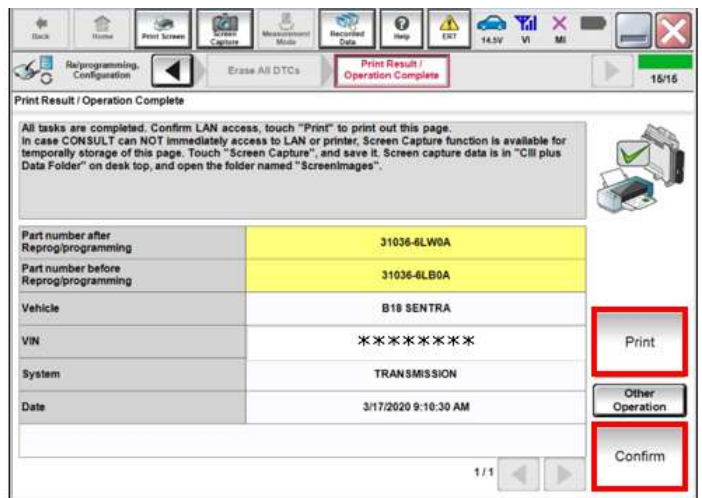 Back
Home
Print Screen
Screen Capture
Measurement Mode
Recorded Data
Help
ERT
14.5V
VI
MI
Re/programming, Configuration
Erase All DTCs
Print Result / Operation Complete
15/15
Print Result / Operation Complete
All tasks are completed. Confirm LAN access, touch "Print" to print out this page.
In case CONSULT can NOT immediately access to LAN or printer, Screen Capture function is available for
temporally storage of this page. Touch "Screen Capture", and save it. Screen capture data is in "CIII plus
Data Folder" on desk top, and open the folder named "ScreenImages".
Part number after
Reprog/programming
31036-6LW0A
Part number before
Reprog/programming
31036-6LB0A
Vehicle
B18 SENTRA
VIN
********
Print
System
TRANSMISSION
Other
Operation
Date
3/17/2020 9:10:30 AM
Confirm
1/1